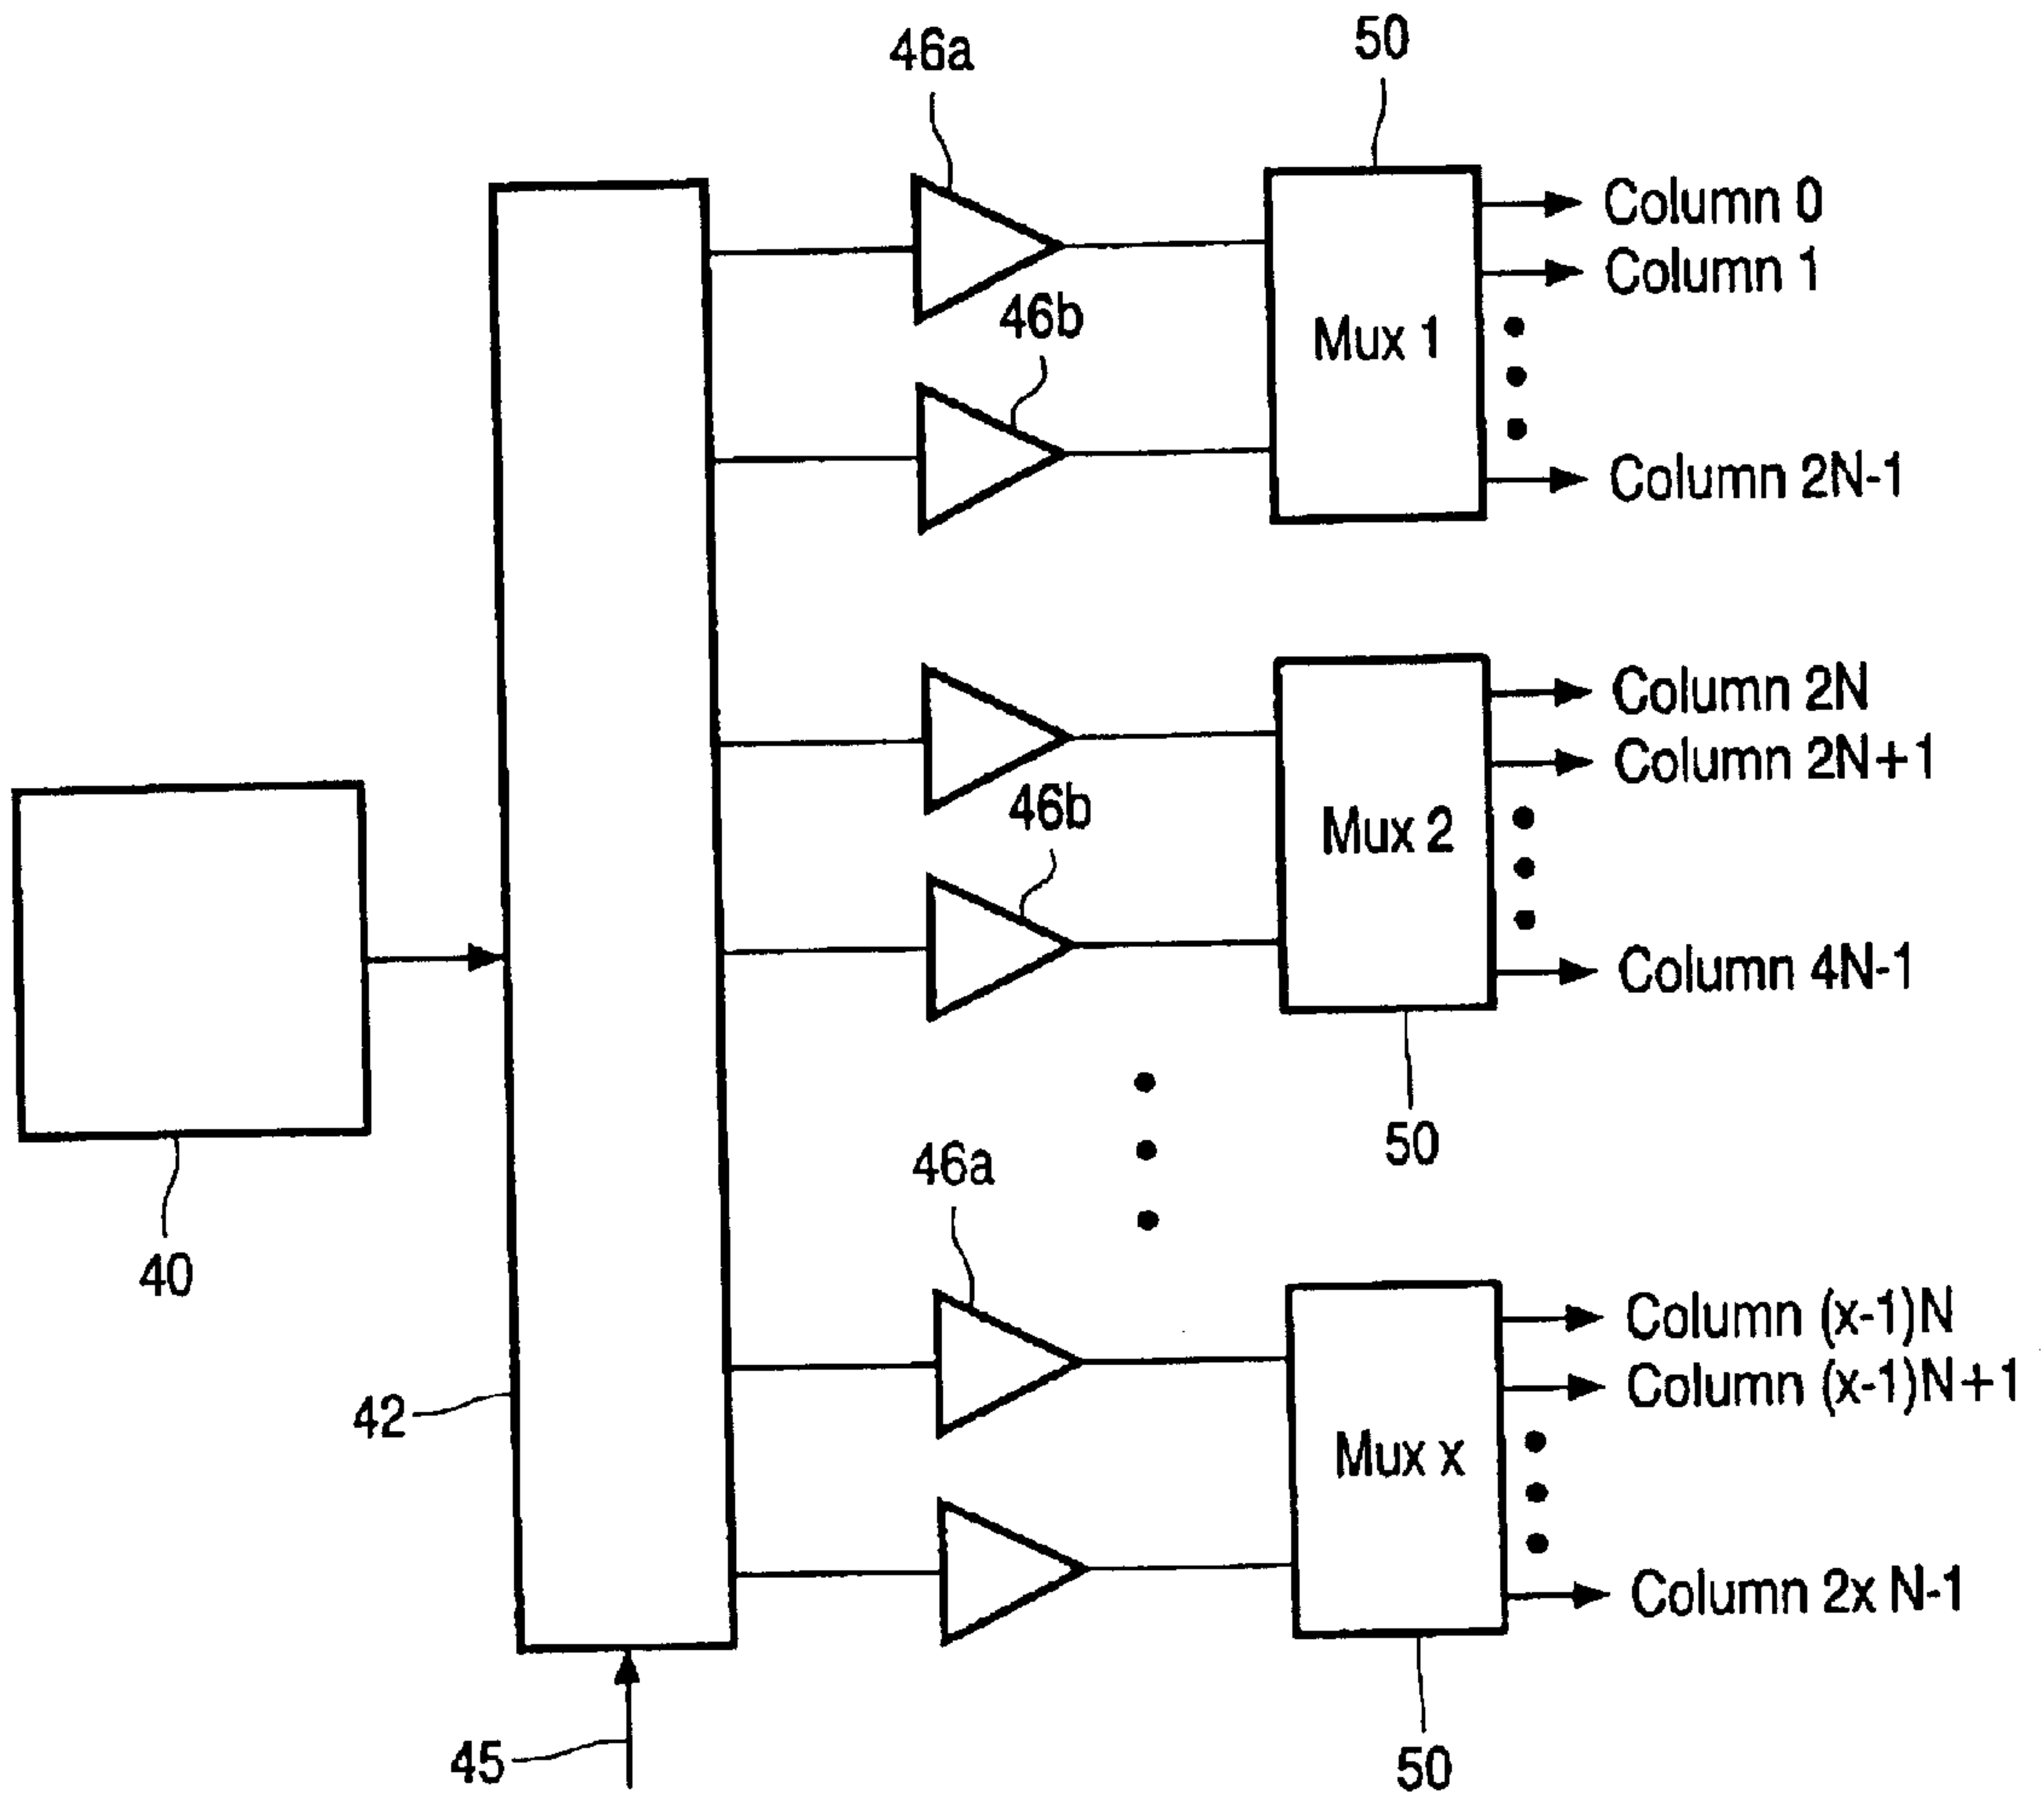 46a
50
Column 0
Column 1
46b
Mux 1
Column 2N-1
Column 2N
Column 2N+1
46b
Mux 2
Column 4N-1
50
46a
40
Column (x-1)N
Column (x-1)N+1
42
Mux x
Column 2x N-1
45
50